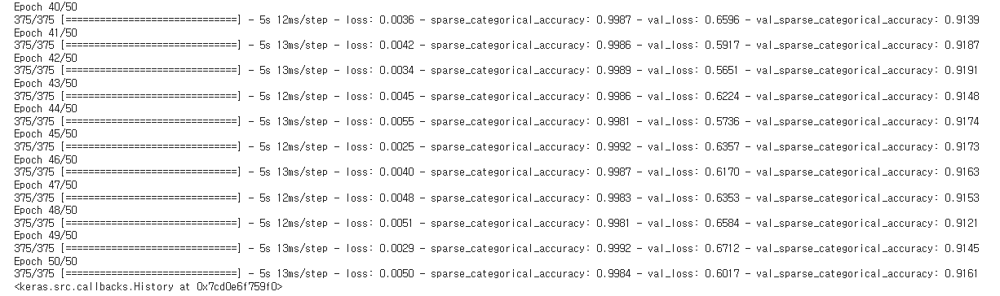 Epoch 40/50
375/375 [==============================] - 5s 12ms/step - loss: 0.0036 - sparse_categorical_accuracy: 0.9987 - val_loss: 0.6596 - val_sparse_categorical_accuracy: 0.9139
Epoch 41/50
375/375 [==============================] - 5s 13ms/step - loss: 0.0042 - sparse_categorical_accuracy: 0.9986 - val_loss: 0.5917 - val_sparse_categorical_accuracy: 0.9187
Epoch 42/50
375/375 [==============================] - 5s 13ms/step - loss: 0.0034 - sparse_categorical_accuracy: 0.9989 - val_loss: 0.5651 - val_sparse_categorical_accuracy: 0.9191
Epoch 43/50
375/375 [==============================] - 5s 12ms/step - loss: 0.0045 - sparse_categorical_accuracy: 0.9986 - val_loss: 0.6224 - val_sparse_categorical_accuracy: 0.9148
Epoch 44/50
375/375 [==============================] - 5s 13ms/step - loss: 0.0055 - sparse_categorical_accuracy: 0.9981 - val_loss: 0.5736 - val_sparse_categorical_accuracy: 0.9174
Epoch 45/50
375/375 [==============================] - 5s 12ms/step - loss: 0.0025 - sparse_categorical_accuracy: 0.9992 - val_loss: 0.6357 - val_sparse_categorical_accuracy: 0.9173
Epoch 46/50
375/375 [==============================] - 5s 13ms/step - loss: 0.0040 - sparse_categorical_accuracy: 0.9987 - val_loss: 0.6170 - val_sparse_categorical_accuracy: 0.9163
Epoch 47/50
375/375 [==============================] - 5s 12ms/step - loss: 0.0048 - sparse_categorical_accuracy: 0.9983 - val_loss: 0.6353 - val_sparse_categorical_accuracy: 0.9153
Epoch 48/50
375/375 [==============================] - 5s 12ms/step - loss: 0.0051 - sparse_categorical_accuracy: 0.9981 - val_loss: 0.6584 - val_sparse_categorical_accuracy: 0.9121
Epoch 49/50
375/375 [==============================] - 5s 13ms/step - loss: 0.0029 - sparse_categorical_accuracy: 0.9992 - val_loss: 0.6712 - val_sparse_categorical_accuracy: 0.9145
Epoch 50/50
375/375 [==============================] - 5s 13ms/step - loss: 0.0050 - sparse_categorical_accuracy: 0.9984 - val_loss: 0.6017 - val_sparse_categorical_accuracy: 0.9161
<keras.src.callbacks.History at 0x7cd0e6f759f0>